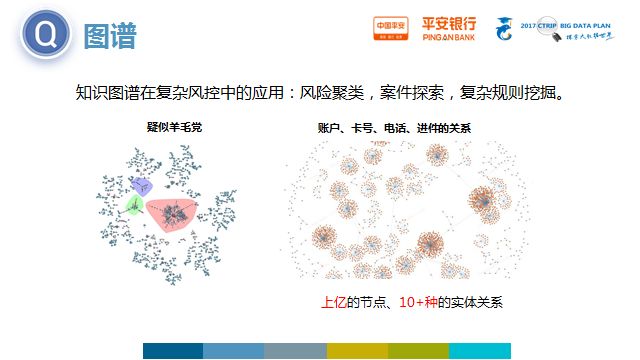 Q
图谱
中国平安
平安银行
PING AN BANK
2017 CTRIP BIG DATA PLAN
知识图谱在复杂风控中的应用：风险聚类，案件探索，复杂规则挖掘。
疑似羊毛党
账户、卡号、电话、进件的关系
上亿的节点、10+种的实体关系